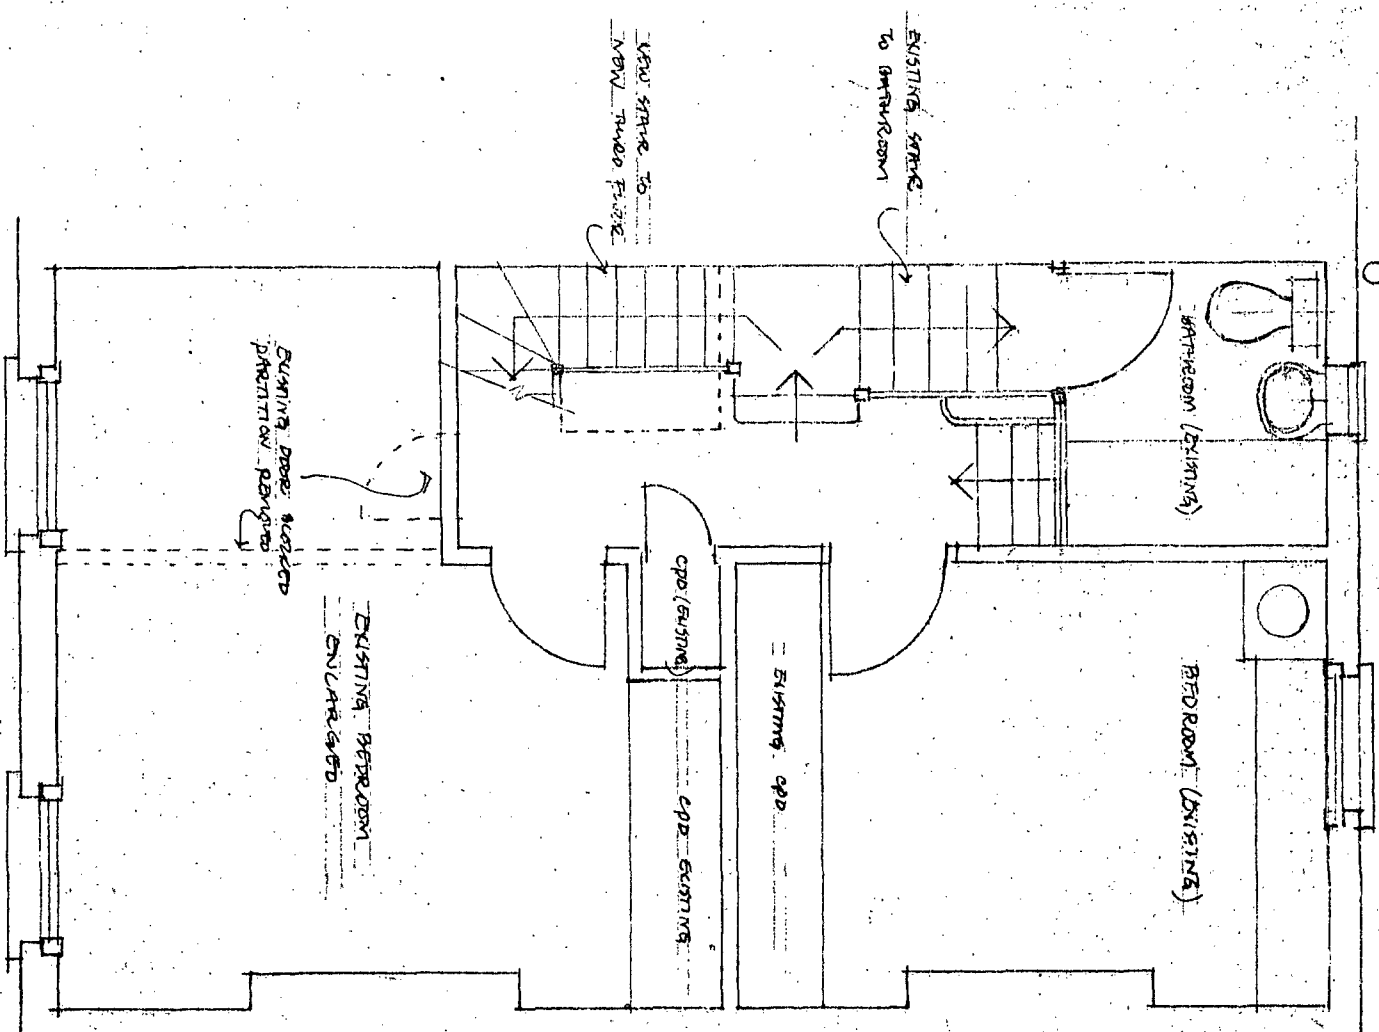 EXISTING STAIR
TO BATHROOM
NEW STAIR TO
NEW THIRD FLOOR
BATHROOM (EXISTING)
EXISTING DOOR BLOCKED
PARTITION REMOVED
CPD (EXISTING)
EXISTING BEDROOM
ENLARGED
EXISTING CPD
CPD EXISTING
BEDROOM (EXISTING)